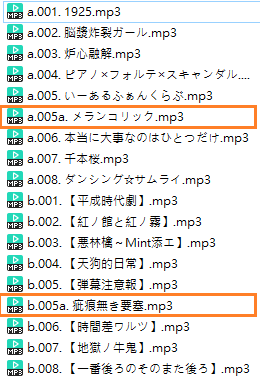 a.001. 1925.mp3
a.002. 脳漿炸裂ガール.mp3
a.003. 炉心融解.mp3
a.004. ピアノ×フォルテ×スキャンダル....
a.005. いーあるふぁんくらぶ.mp3
a.005a. メランコリック.mp3
a.006. 本当に大事なのはひとつだけ.mp3
a.007. 千本桜.mp3
a.008. ダンシング☆サムライ.mp3
b.001. 【平成時代劇】.mp3
b.002. 【紅ノ館と紅ノ霧】.mp3
b.003. 【悪林檎～Mint添エ】.mp3
b.004. 【天狗的日常】.mp3
b.005. 【弾幕注意報】.mp3
b.005a. 疵痕無き要塞.mp3
b.006. 【時間差ワルツ】.mp3
b.007. 【地獄ノ牛鬼】.mp3
b.008. 【一番後ろのそのまた後ろ】.mp3